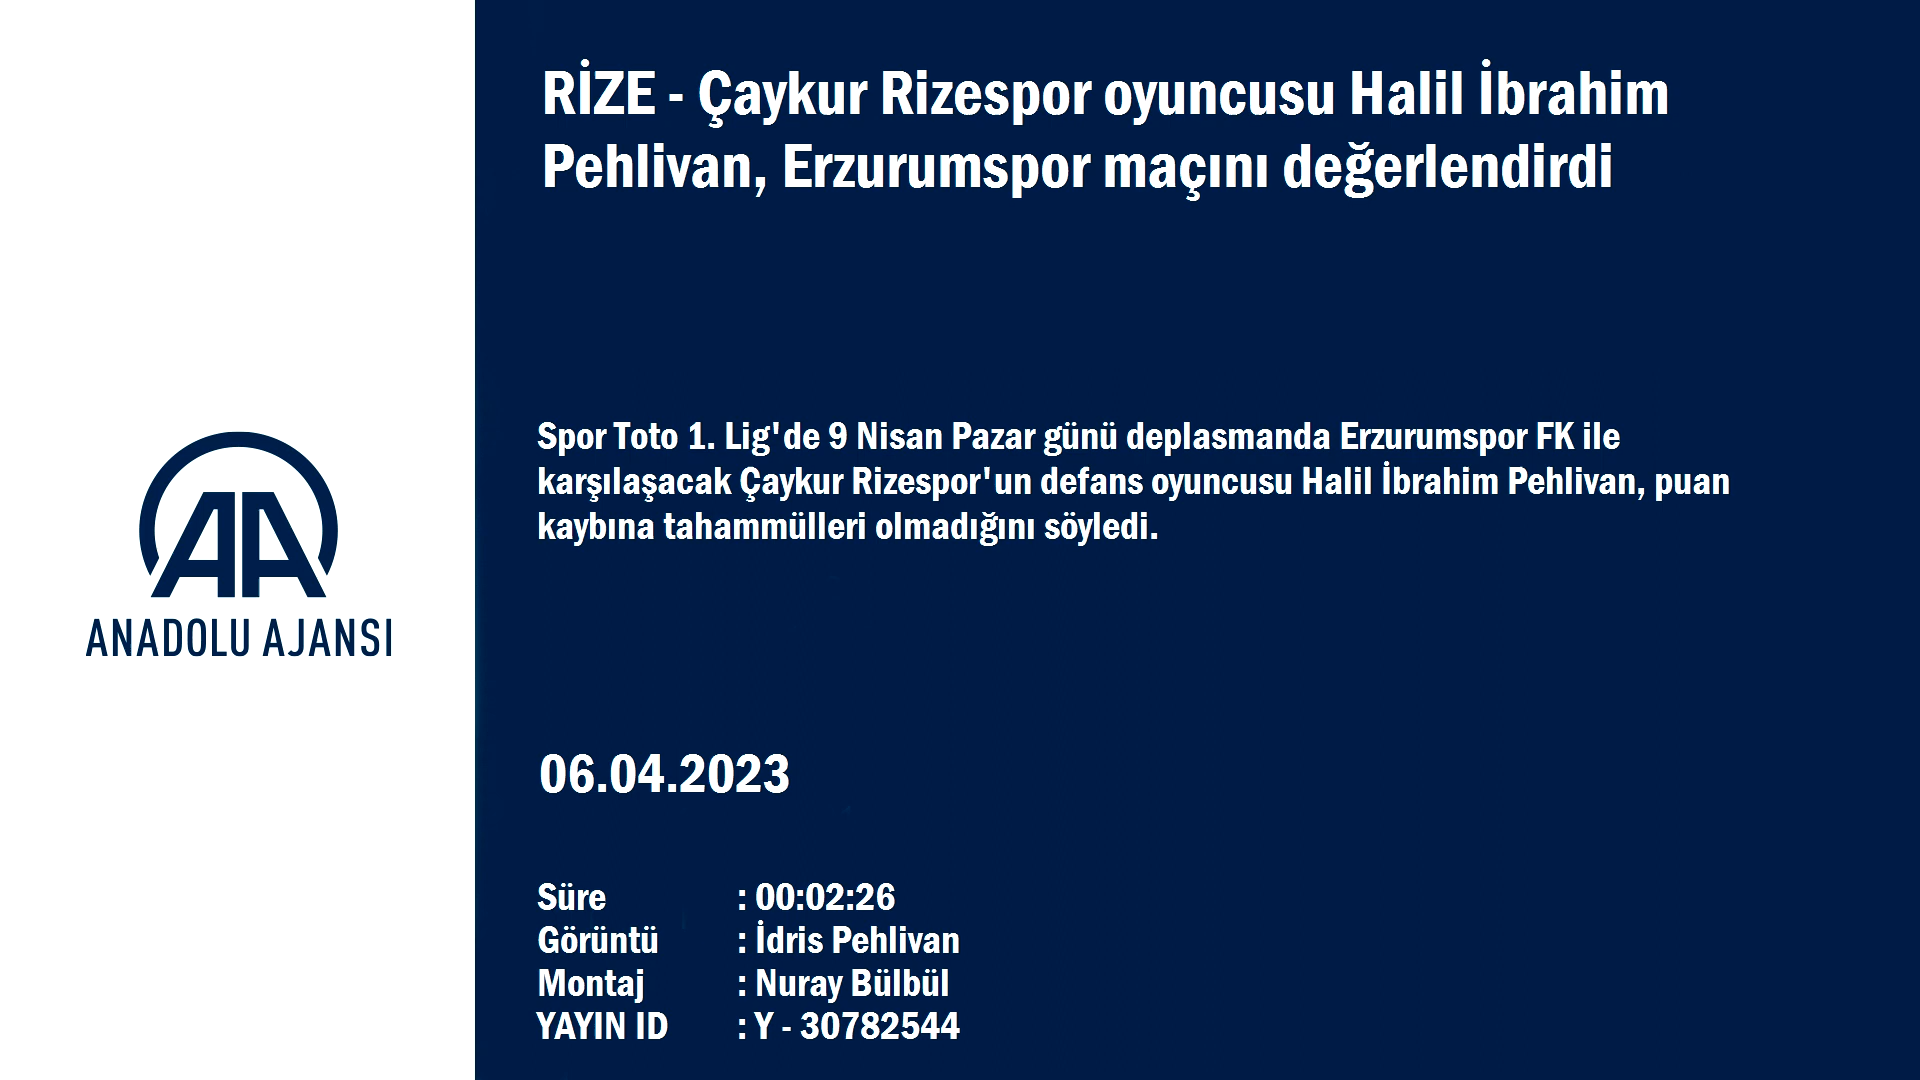 RİZE - Çaykur Rizespor oyuncusu Halil İbrahim
Pehlivan, Erzurumspor maçını değerlendirdi
Spor Toto 1. Lig'de 9 Nisan Pazar günü deplasmanda Erzurumspor FK ile
karşılaşacak Çaykur Rizespor'un defans oyuncusu Halil İbrahim Pehlivan, puan
kaybına tahammülleri olmadığını söyledi.
AA
ANADOLU AJANSI
06.04.2023
Süre : 00:02:26
Görüntü : İdris Pehlivan
Montaj : Nuray Bülbül
YAYIN ID : Y - 30782544